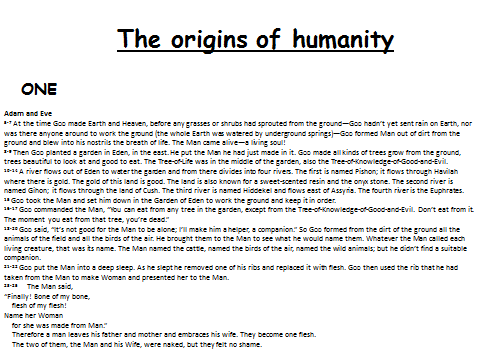 The origins of humanity
ONE
Adam and Eve
5-7 At the time GOD made Earth and Heaven, before any grasses or shrubs had sprouted from the ground—GOD hadn't yet sent rain on Earth, nor
was there anyone around to work the ground (the whole Earth was watered by underground springs)—GOD formed Man out of dirt from the
ground and blew into his nostrils the breath of life. The Man came alive—a living soul!
8-9 Then GOD planted a garden in Eden, in the east. He put the Man he had just made in it. GOD made all kinds of trees grow from the ground,
trees beautiful to look at and good to eat. The Tree-of-Life was in the middle of the garden, also the Tree-of-Knowledge-of-Good-and-Evil.
10-14 A river flows out of Eden to water the garden and from there divides into four rivers. The first is named Pishon; it flows through Havilah
where there is gold. The gold of this land is good. The land is also known for a sweet-scented resin and the onyx stone. The second river is
named Gihon; it flows through the land of Cush. The third river is named Hiddekel and flows east of Assyria. The fourth river is the Euphrates.
15 GOD took the Man and set him down in the Garden of Eden to work the ground and keep it in order.
16-17 GOD commanded the Man, "You can eat from any tree in the garden, except from the Tree-of-Knowledge-of-Good-and-Evil. Don't eat from it.
The moment you eat from that tree, you're dead."
18-20 GOD said, "It's not good for the Man to be alone; I'll make him a helper, a companion." So GOD formed from the dirt of the ground all the
animals of the field and all the birds of the air. He brought them to the Man to see what he would name them. Whatever the Man called each
living creature, that was its name. The Man named the cattle, named the birds of the air, named the wild animals; but he didn't find a suitable
companion.
21-22 GOD put the Man into a deep sleep. As he slept he removed one of his ribs and replaced it with flesh. GOD then used the rib that he had
taken from the Man to make Woman and presented her to the Man.
23-25 The Man said,
"Finally! Bone of my bone,
flesh of my flesh!
Name her Woman
for she was made from Man."
Therefore a man leaves his father and mother and embraces his wife. They become one flesh.
The two of them, the Man and his Wife, were naked, but they felt no shame.